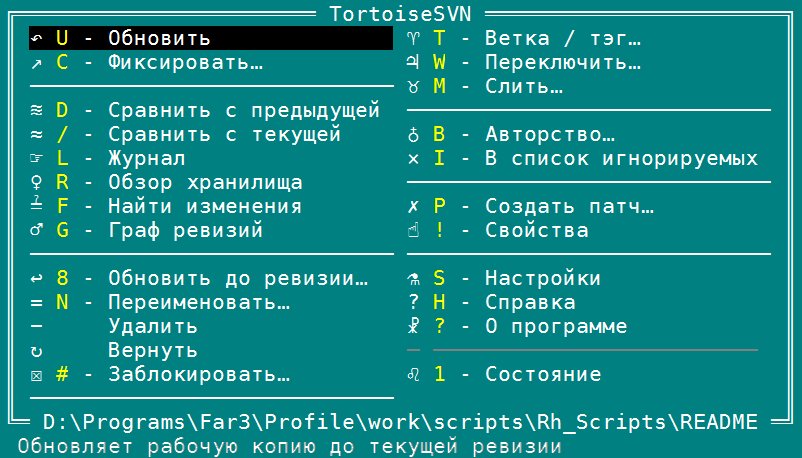 TortoiseSVN
↶ U - Обновить
↗ C - Фиксировать…
≋ D - Сравнить с предыдущей
≈ / - Сравнить с текущей
☞ L - Журнал
♀ R - Обзор хранилища
≟ F - Найти изменения
♂ G - Граф ревизий
↩ 8 - Обновить до ревизии…
= N - Переименовать…
− Удалить
↻ Вернуть
☒ # - Заблокировать…
♈ T - Ветка / тэг…
♃ W - Переключить…
♉ M - Слить…
♁ B - Авторство…
× I - В список игнорируемых
✗ P - Создать патч…
☝ ! - Свойства
⚗ S - Настройки
? H - Справка
☧ ? - О программе
♌ 1 - Состояние
D:\Programs\Far3\Profile\work\scripts\Rh_Scripts\README
Обновляет рабочую копию до текущей ревизии